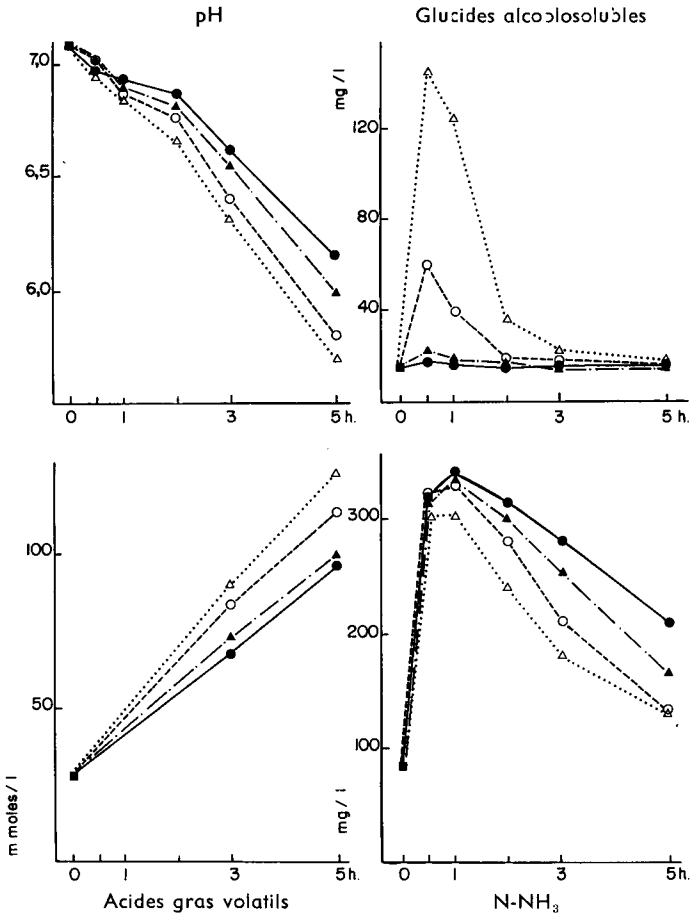 pH
7,0
6,5
6,0
0 1 3 5 h.
Glucides alcoolosolubles
mg / l
120
80
40
0 1 3 5 h.
100
50
m moles / l
0 1 3 5 h.
Acides gras volatils
300
200
100
mg / l
0 1 3 5 h.
N-NH₃